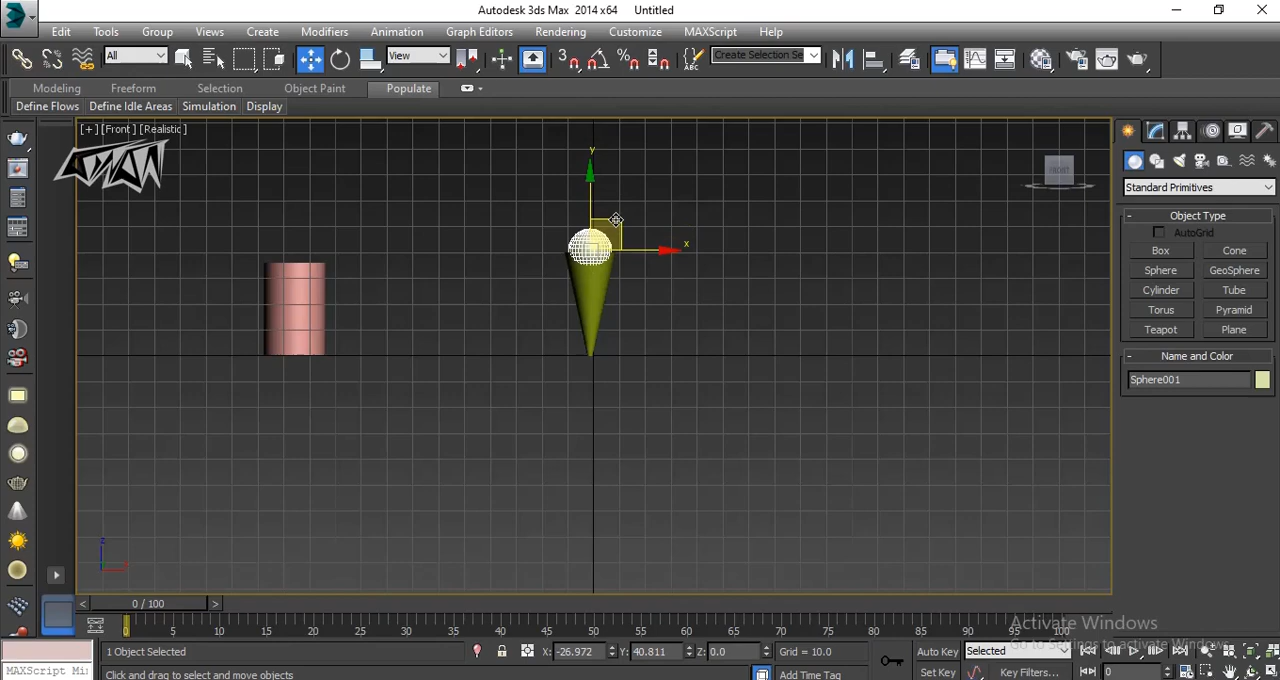 Autodesk 3ds Max 2014 x64 Untitled
Edit Tools Group Views Create Modifiers Animation Graph Editors Rendering Customize MAXScript Help
All View Create Selection Se
Modeling Freeform Selection Object Paint Populate
Define Flows Define Idle Areas Simulation Display
[+] [Front] [Realistic]
y
x
FRONT
Standard Primitives
- Object Type
AutoGrid
Box Cone
Sphere GeoSphere
Cylinder Tube
Torus Pyramid
Teapot Plane
- Name and Color
Sphere001
z
< 0 / 100 >
0 5 10 15 20 25 30 35 40 45 50 55 60 65 70 75 80 85 90 95 100
Activate Windows
Go to Settings to activate Windows.
1 Object Selected X: -26.972 Y: 40.811 Z: 0.0 Grid = 10.0 Auto Key Selected
MAXScript Mi Click and drag to select and move objects Add Time Tag Set Key Key Filters... 0